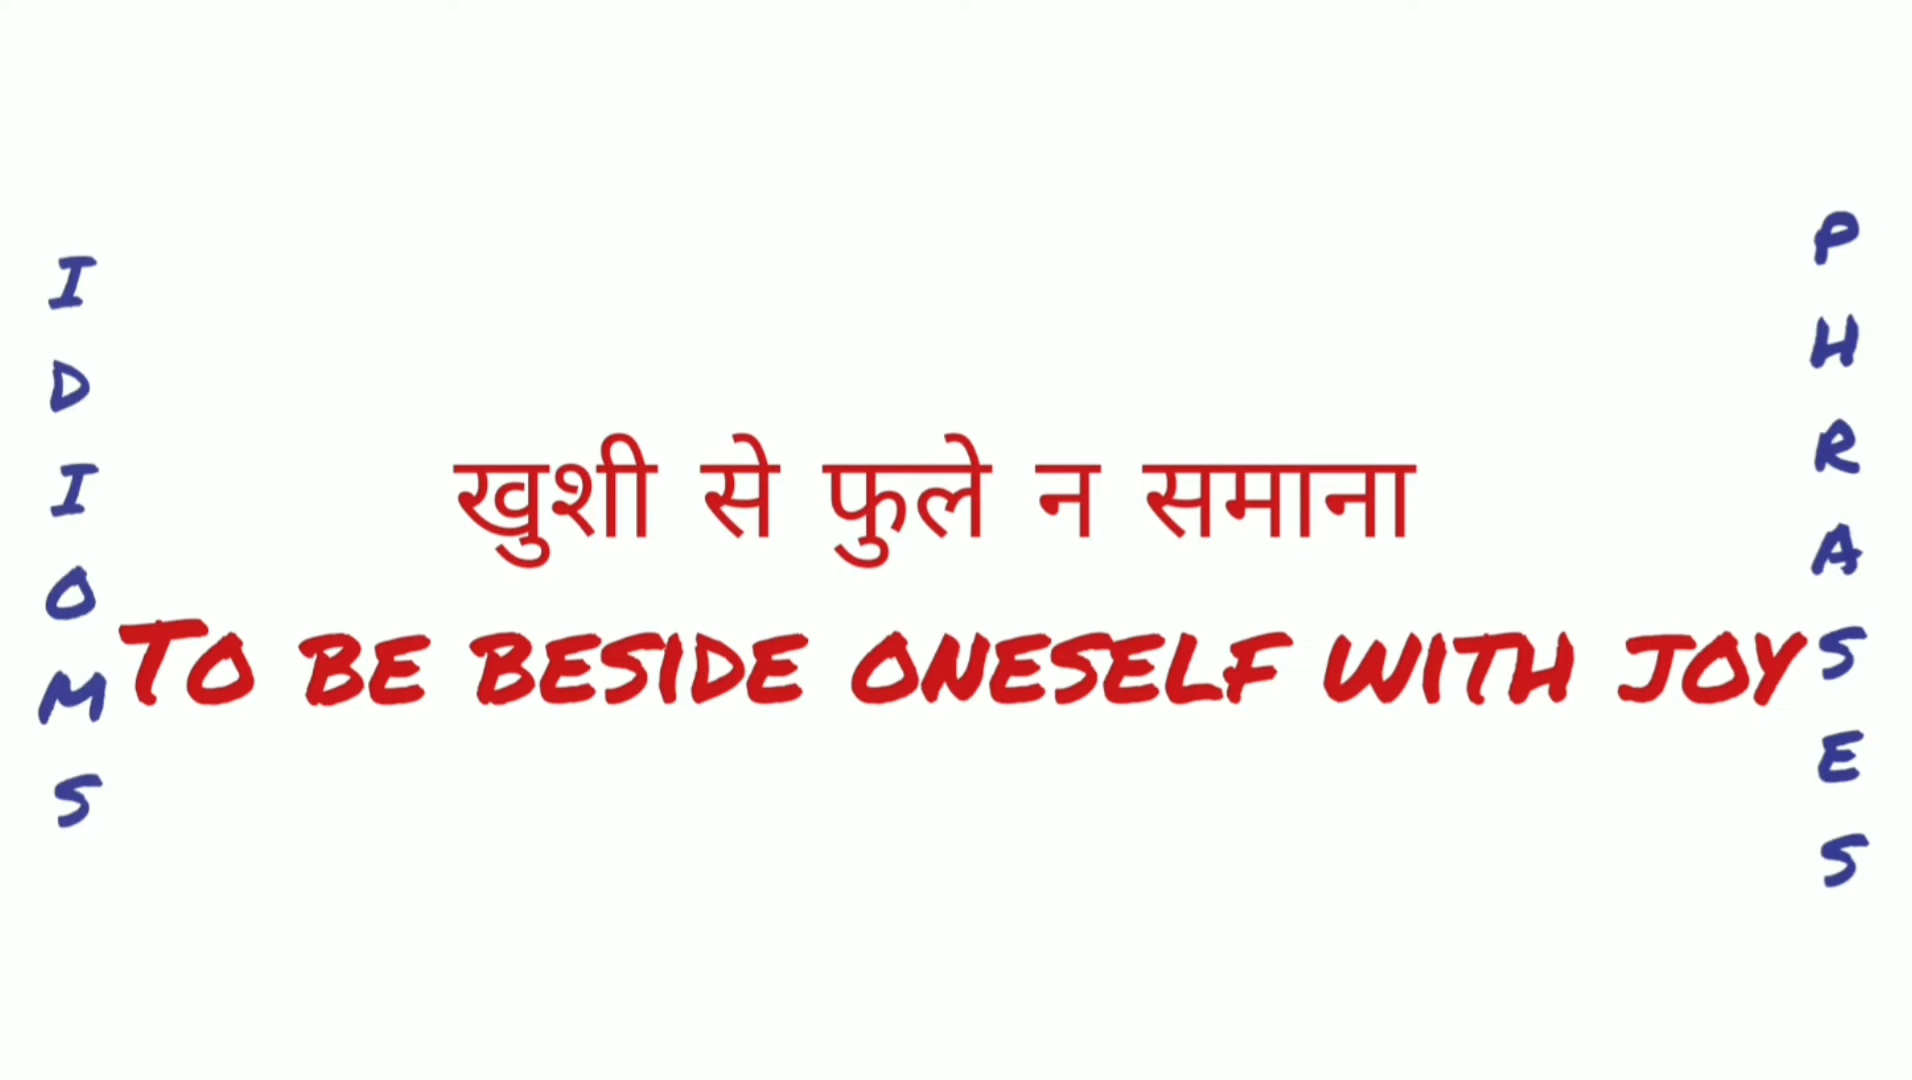 IDIOMS
खुशी से फुले न समाना
To be beside oneself with joy
PHRASES